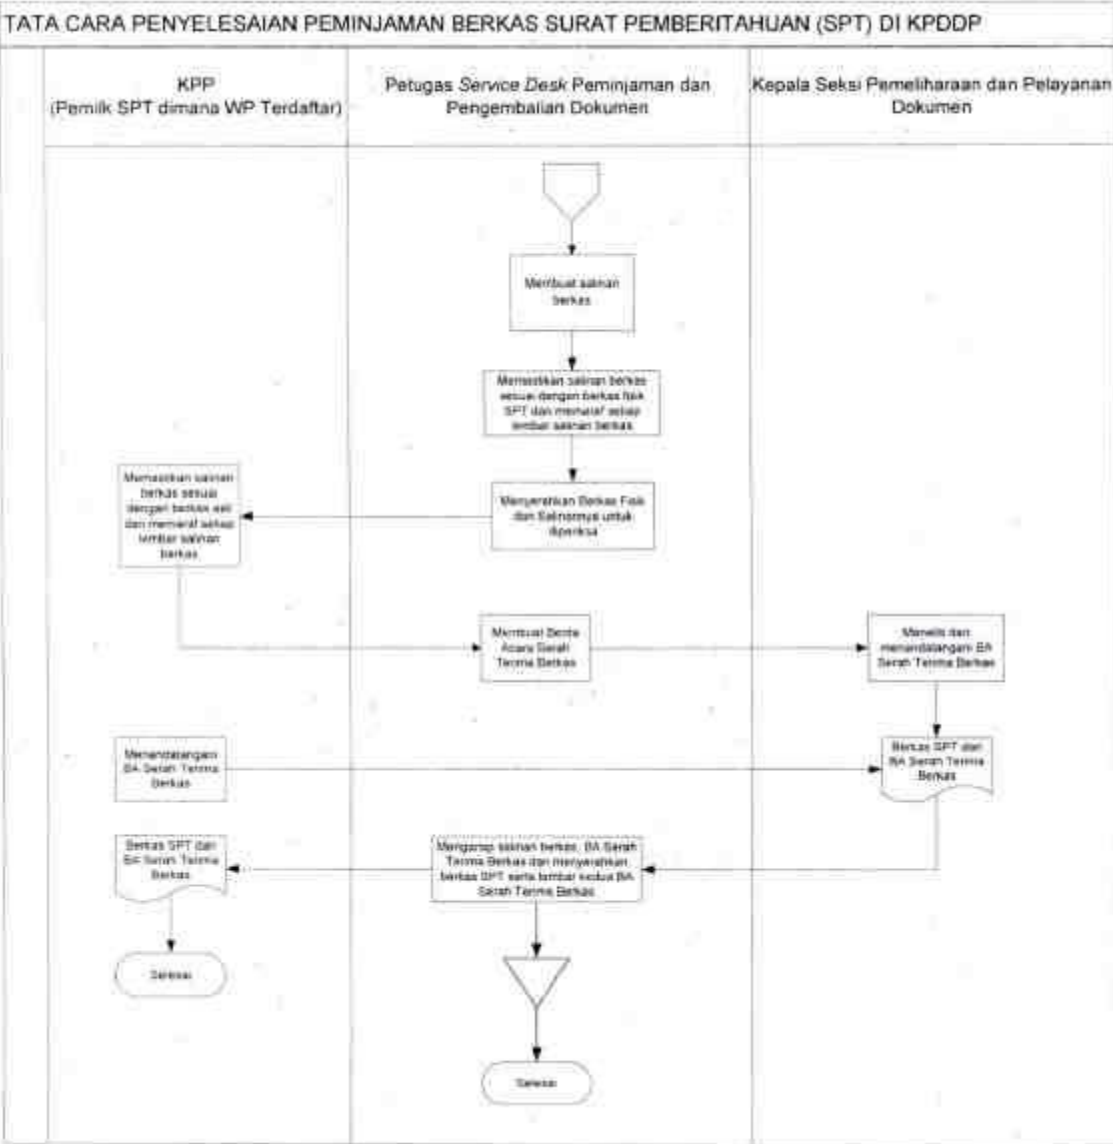 TATA CARA PENYELESAIAN PEMINJAMAN BERKAS SURAT PEMBERITAHUAN (SPT) DI KPDDP
KPP
(Pemilk SPT dimana WP Terdaftar)
Petugas Service Desk Peminjaman dan
Pengembalian Dokumen
Kepala Seksi Pemeliharaan dan Pelayanan
Dokumen
Membuat salinan
berkas
Memastikan salinan berkas
sesuai dengan berkas fisik
SPT dan memaraf setiap
lembar salinan berkas
Menyerahkan Berkas Fisik
dan Salinannya untuk
diperiksa
Memastikan salinan
berkas sesuai
dengan berkas asli
dan memaraf setiap
lembar salinan
berkas
Membuat Berita
Acara Serah
Terima Berkas
Meneliti dan
menandatangani BA
Serah Terima Berkas
Menandatangani
BA Serah Terima
Berkas
Berkas SPT dan
BA Serah Terima
Berkas
Berkas SPT dan
BA Serah Terima
Berkas
Mengarsip salinan berkas, BA Serah
Terima Berkas dan menyerahkan
berkas SPT serta lembar kedua BA
Serah Terima Berkas
Selesai
Selesai